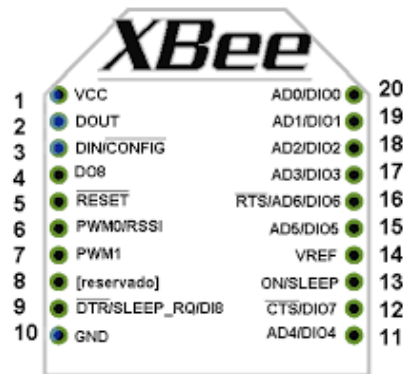 XBee
1 VCC AD0/DIO0 20
2 DOUT AD1/DIO1 19
3 DIN/CONFIG AD2/DIO2 18
4 DO8 AD3/DIO3 17
5 RESET RTS/AD6/DIO6 16
6 PWM0/RSSI AD5/DIO5 15
7 PWM1 VREF 14
8 [reservado] ON/SLEEP 13
9 DTR/SLEEP_RQ/DI8 CTS/DIO7 12
10 GND AD4/DIO4 11